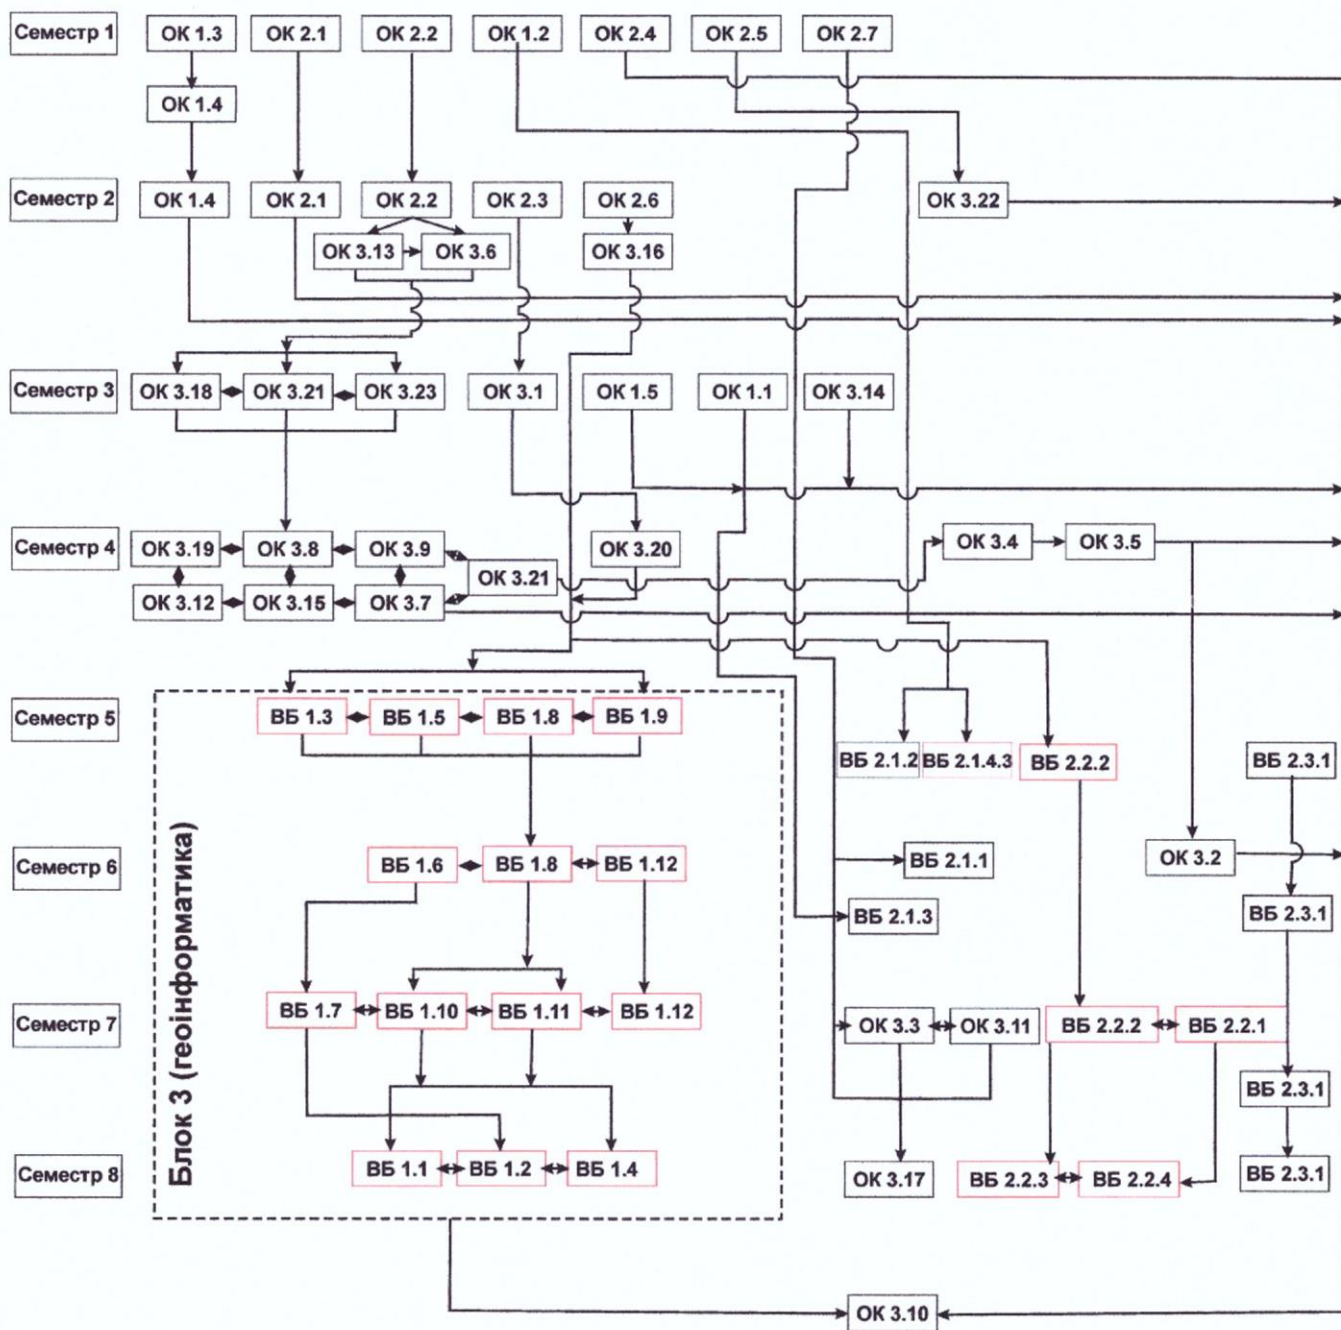 Семестр 1
ОК 1.3
ОК 2.1
ОК 2.2
ОК 1.2
ОК 2.4
ОК 2.5
ОК 2.7
ОК 1.4
Семестр 2
ОК 1.4
ОК 2.1
ОК 2.2
ОК 2.3
ОК 2.6
ОК 3.22
ОК 3.13
ОК 3.6
ОК 3.16
Семестр 3
ОК 3.18
ОК 3.21
ОК 3.23
ОК 3.1
ОК 1.5
ОК 1.1
ОК 3.14
Семестр 4
ОК 3.19
ОК 3.8
ОК 3.9
ОК 3.20
ОК 3.4
ОК 3.5
ОК 3.21
ОК 3.12
ОК 3.15
ОК 3.7
Семестр 5
ВБ 1.3
ВБ 1.5
ВБ 1.8
ВБ 1.9
ВБ 2.1.2
ВБ 2.1.4.3
ВБ 2.2.2
ВБ 2.3.1
Семестр 6
ВБ 1.6
ВБ 1.8
ВБ 1.12
ВБ 2.1.1
ОК 3.2
ВБ 2.1.3
ВБ 2.3.1
Блок 3 (геоінформатика)
Семестр 7
ВБ 1.7
ВБ 1.10
ВБ 1.11
ВБ 1.12
ОК 3.3
ОК 3.11
ВБ 2.2.2
ВБ 2.2.1
ВБ 2.3.1
Семестр 8
ВБ 1.1
ВБ 1.2
ВБ 1.4
ОК 3.17
ВБ 2.2.3
ВБ 2.2.4
ВБ 2.3.1
ОК 3.10